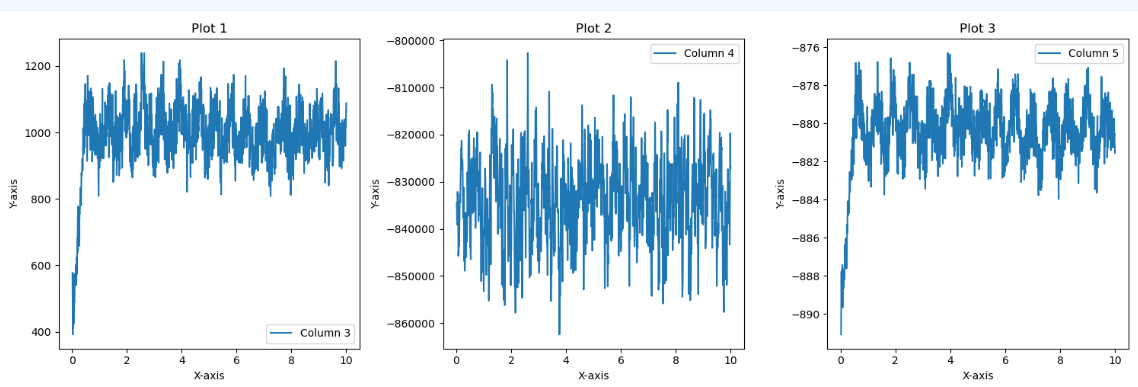 Plot 1
1200
1000
800
600
400
Y-axis
0 2 4 6 8 10
X-axis
Column 3
Plot 2
−800000
−810000
−820000
−830000
−840000
−850000
−860000
Y-axis
0 2 4 6 8 10
X-axis
Column 4
Plot 3
−876
−878
−880
−882
−884
−886
−888
−890
Y-axis
0 2 4 6 8 10
X-axis
Column 5